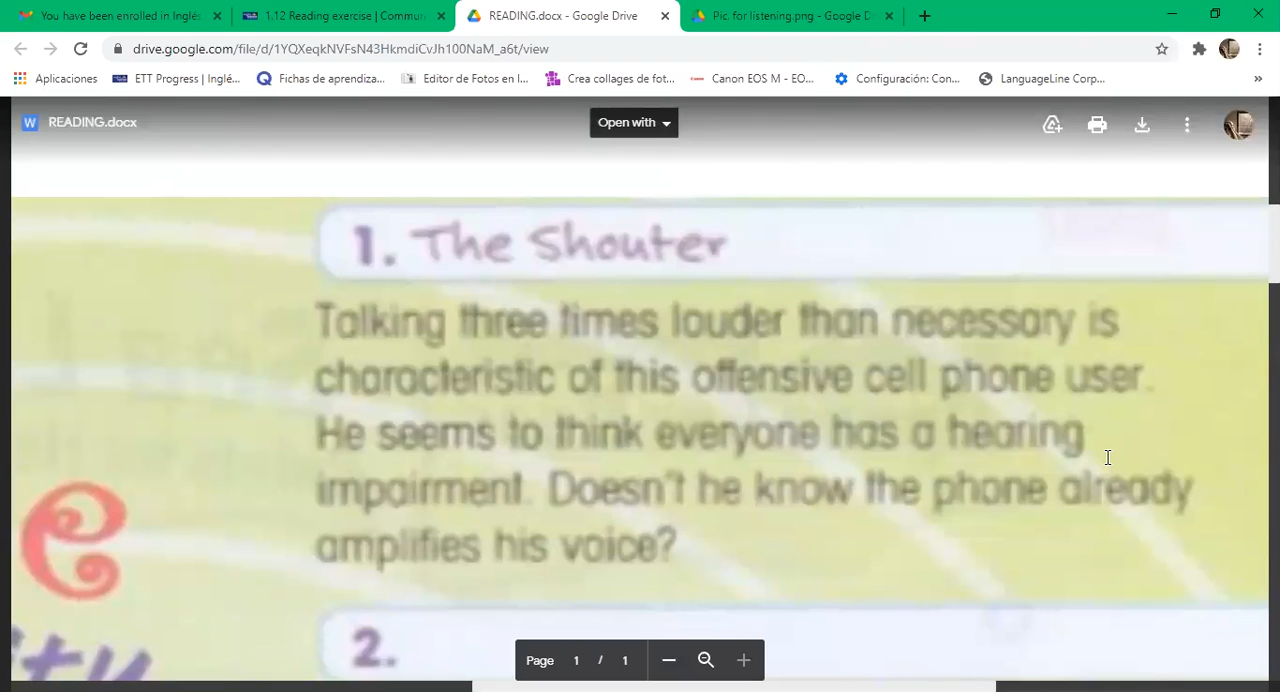 You have been enrolled in Inglés
1.12 Reading exercise | Commun
READING.docx - Google Drive
Pic. for listening.png - Google D
drive.google.com/file/d/1YQXeqkNVFsN43HkmdiCvJh100NaM_a6t/view
Aplicaciones
ETT Progress | Inglé...
Fichas de aprendiza...
Editor de Fotos en l...
Crea collages de fot...
Canon EOS M - EO...
Configuración: Con...
LanguageLine Corp...
READING.docx
Open with
1. The Shouter
Talking three times louder than necessary is
characteristic of this offensive cell phone user.
He seems to think everyone has a hearing
impairment. Doesn't he know the phone already
amplifies his voice?
2.
Page 1 / 1